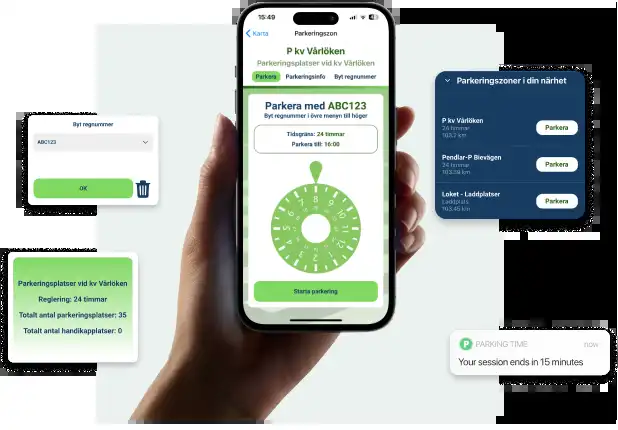 15:49
Karta
Parkeringszon
P kv Vårlöken
Parkeringsplatser vid kv Vårlöken
Parkera Parkeringsinfo Byt regnummer
Parkera med ABC123
Byt regnummer i övre menyn till höger
Tidsgräns: 24 timmar
Parkera till: 16:00
Starta parkering
Byt regnummer
ABC123
OK
Parkeringsplatser vid kv Vårlöken
Reglering: 24 timmar
Totalt antal parkeringsplatser: 35
Totalt antal handikapplatser: 0
Parkeringszoner i din närhet
P kv Vårlöken
24 timmar
103.2 km
Parkera
Pendlar-P Bievägen
24 timmar
103.38 km
Parkera
Loket - Laddplatser
Laddplats
103.45 km
Parkera
PARKING TIME now
Your session ends in 15 minutes